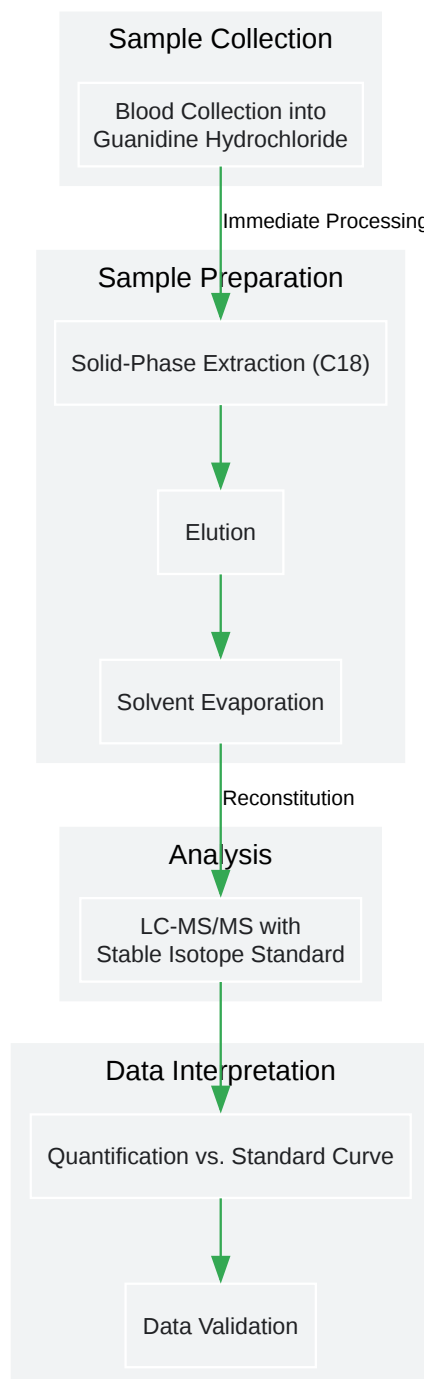 Sample Collection
Blood Collection into
Guanidine Hydrochloride
Immediate Processing
Sample Preparation
Solid-Phase Extraction (C18)
Elution
Solvent Evaporation
Reconstitution
Analysis
LC-MS/MS with
Stable Isotope Standard
Data Interpretation
Quantification vs. Standard Curve
Data Validation